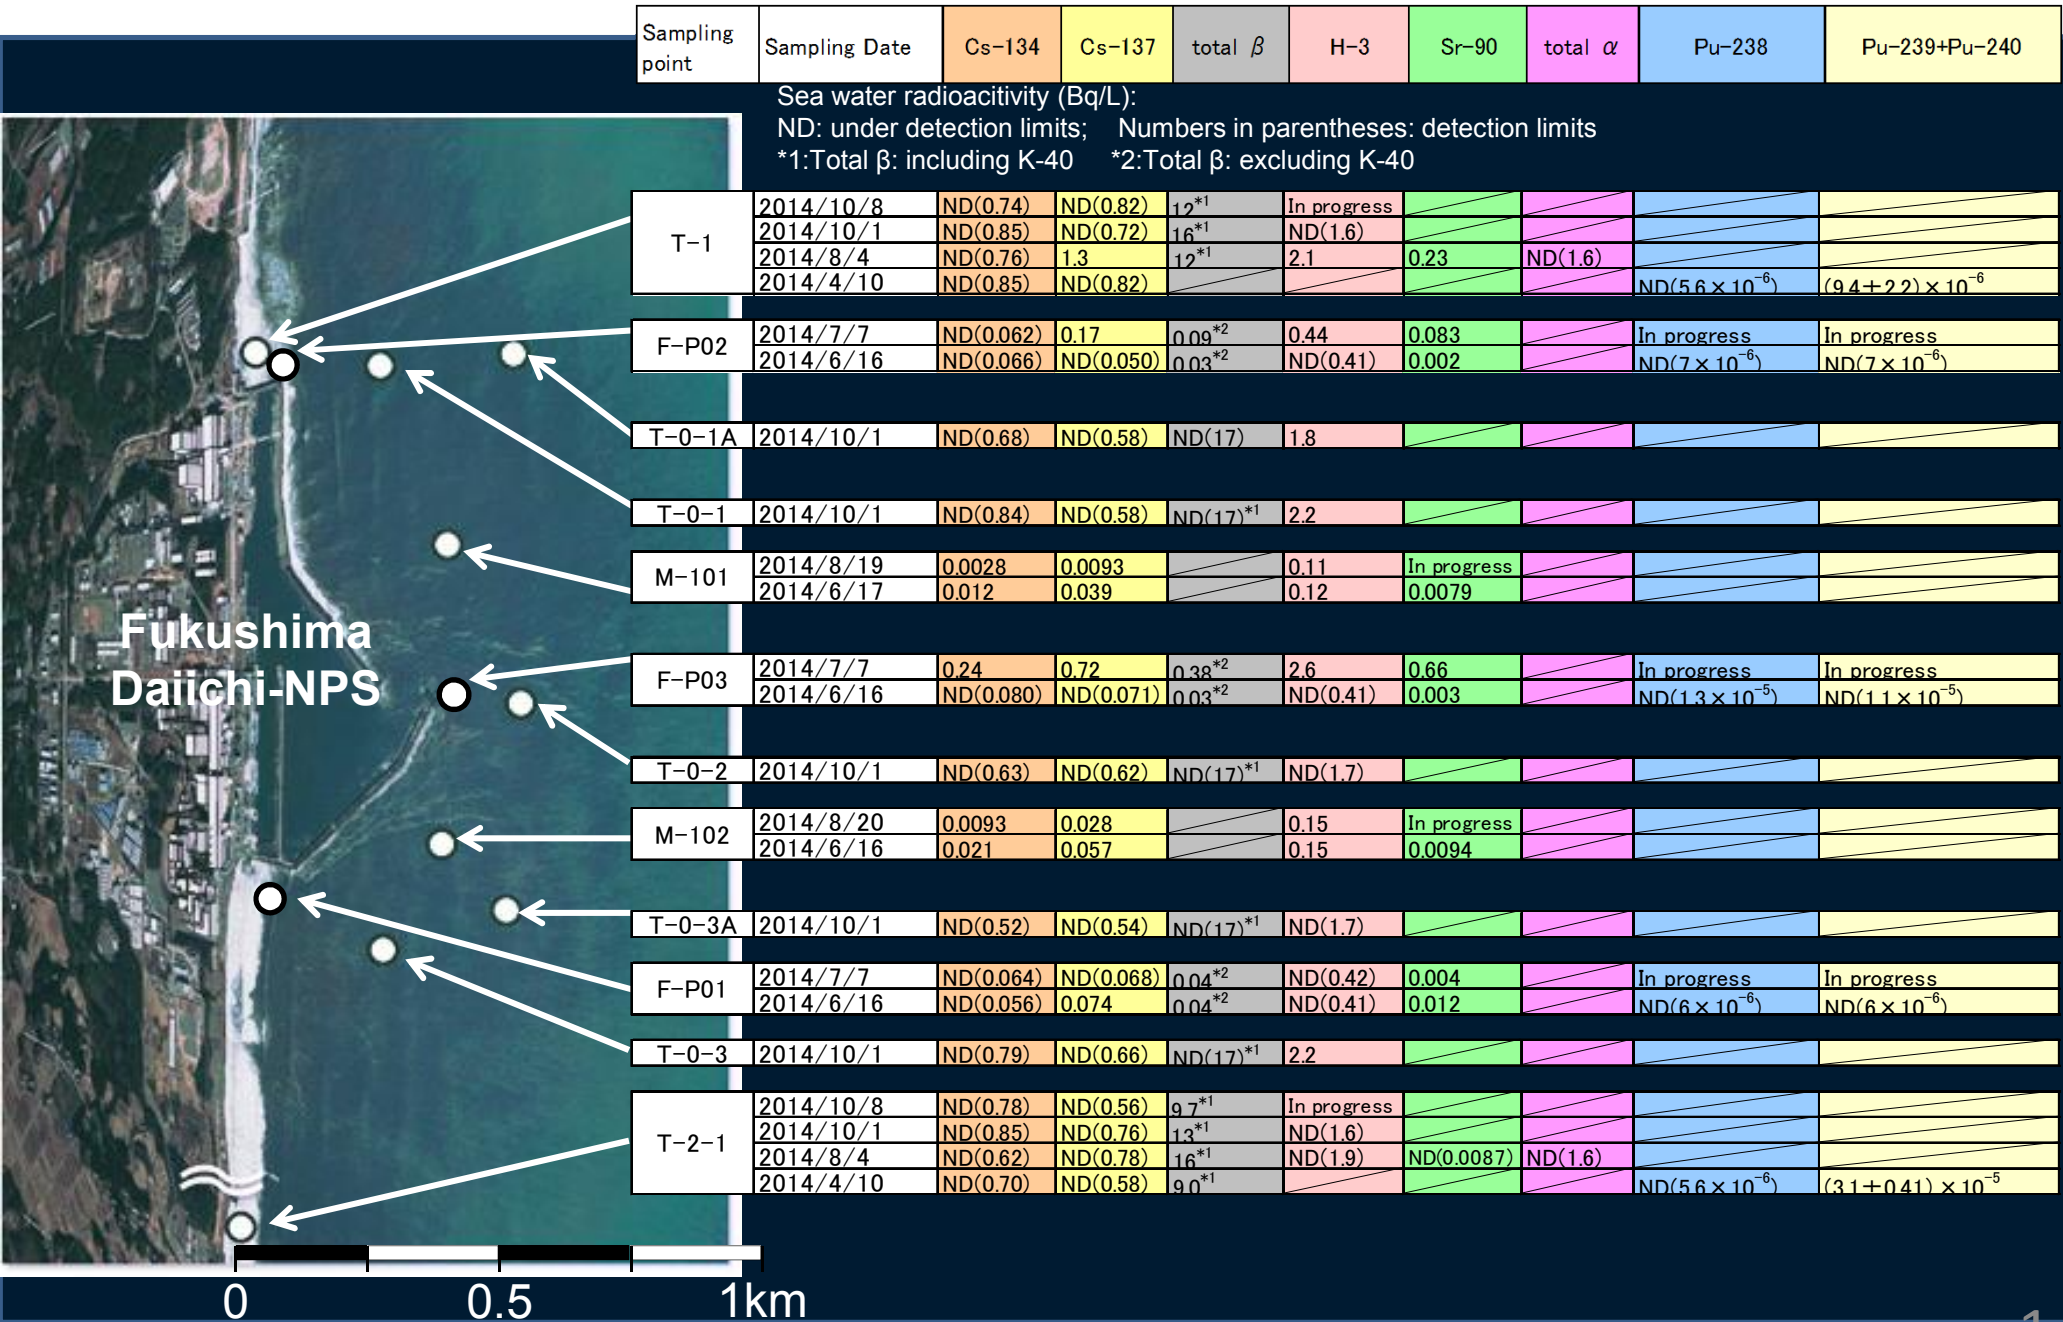 Sampling point Sampling Date Cs-134 Cs-137 total β H-3 Sr-90 total α Pu-238 Pu-239+Pu-240
Sea water radioacitivity (Bq/L):
ND: under detection limits; Numbers in parentheses: detection limits
*1:Total β: including K-40 *2:Total β: excluding K-40
T-1
2014/10/8 ND(0.74) ND(0.82) 12*1 In progress
2014/10/1 ND(0.85) ND(0.72) 16*1 ND(1.6)
2014/8/4 ND(0.76) 1.3 12*1 2.1 0.23 ND(1.6)
2014/4/10 ND(0.85) ND(0.82) ND(5.6×10−6) (9.4±2.2)×10−6
F-P02
2014/7/7 ND(0.062) 0.17 0.09*2 0.44 0.083 In progress In progress
2014/6/16 ND(0.066) ND(0.050) 0.03*2 ND(0.41) 0.002 ND(7×10−6) ND(7×10−6)
T-0-1A 2014/10/1 ND(0.68) ND(0.58) ND(17) 1.8
T-0-1 2014/10/1 ND(0.84) ND(0.58) ND(17)*1 2.2
M-101
2014/8/19 0.0028 0.0093 0.11 In progress
2014/6/17 0.012 0.039 0.12 0.0079
Fukushima
Daiichi-NPS
F-P03
2014/7/7 0.24 0.72 0.38*2 2.6 0.66 In progress In progress
2014/6/16 ND(0.080) ND(0.071) 0.03*2 ND(0.41) 0.003 ND(1.3×10−5) ND(1.1×10−5)
T-0-2 2014/10/1 ND(0.63) ND(0.62) ND(17)*1 ND(1.7)
M-102
2014/8/20 0.0093 0.028 0.15 In progress
2014/6/16 0.021 0.057 0.15 0.0094
T-0-3A 2014/10/1 ND(0.52) ND(0.54) ND(17)*1 ND(1.7)
F-P01
2014/7/7 ND(0.064) ND(0.068) 0.04*2 ND(0.42) 0.004 In progress In progress
2014/6/16 ND(0.056) 0.074 0.04*2 ND(0.41) 0.012 ND(6×10−6) ND(6×10−6)
T-0-3 2014/10/1 ND(0.79) ND(0.66) ND(17)*1 2.2
T-2-1
2014/10/8 ND(0.78) ND(0.56) 9.7*1 In progress
2014/10/1 ND(0.85) ND(0.76) 13*1 ND(1.6)
2014/8/4 ND(0.62) ND(0.78) 16*1 ND(1.9) ND(0.0087) ND(1.6)
2014/4/10 ND(0.70) ND(0.58) 9.0*1 ND(5.6×10−6) (3.1±0.41)×10−5
0 0.5 1km